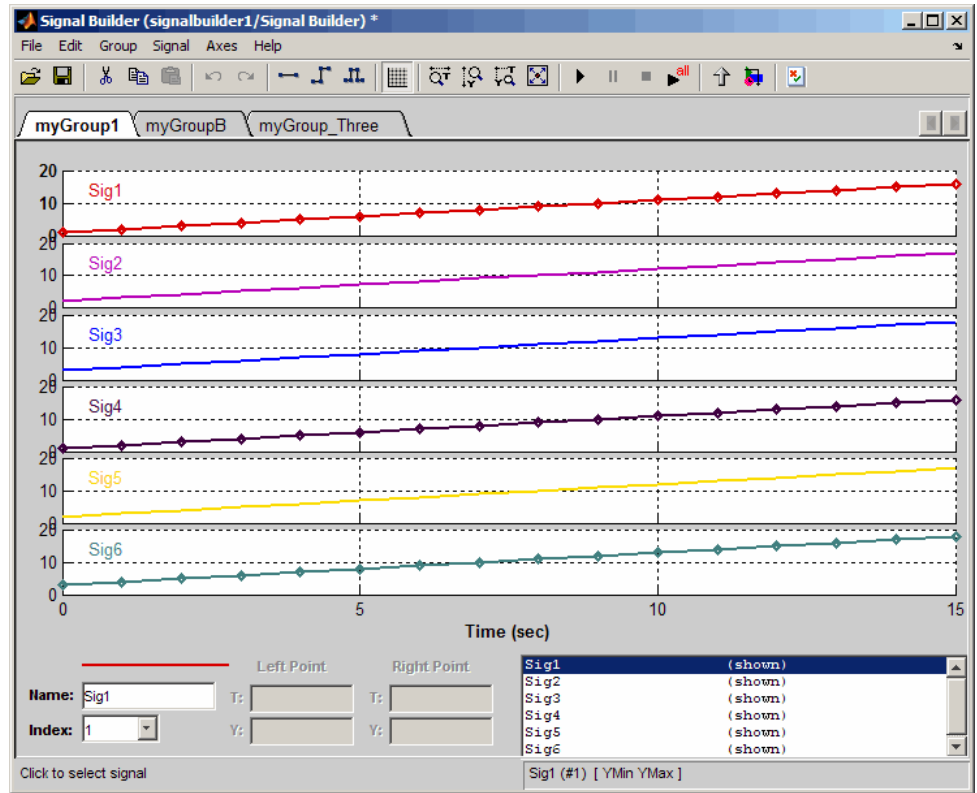 Signal Builder (signalbuilder1/Signal Builder) *
File Edit Group Signal Axes Help
all
myGroup1 myGroupB myGroup_Three
20
Sig1
10
0
20
Sig2
10
0
20
Sig3
10
0
20
Sig4
10
0
20
Sig5
10
0
20
Sig6
10
0
0 5 10 15
Time (sec)
Left Point Right Point
Name: Sig1 T: T:
Index: 1 Y: Y:
Sig1 (shown)
Sig2 (shown)
Sig3 (shown)
Sig4 (shown)
Sig5 (shown)
Sig6 (shown)
Click to select signal
Sig1 (#1) [ YMin YMax ]